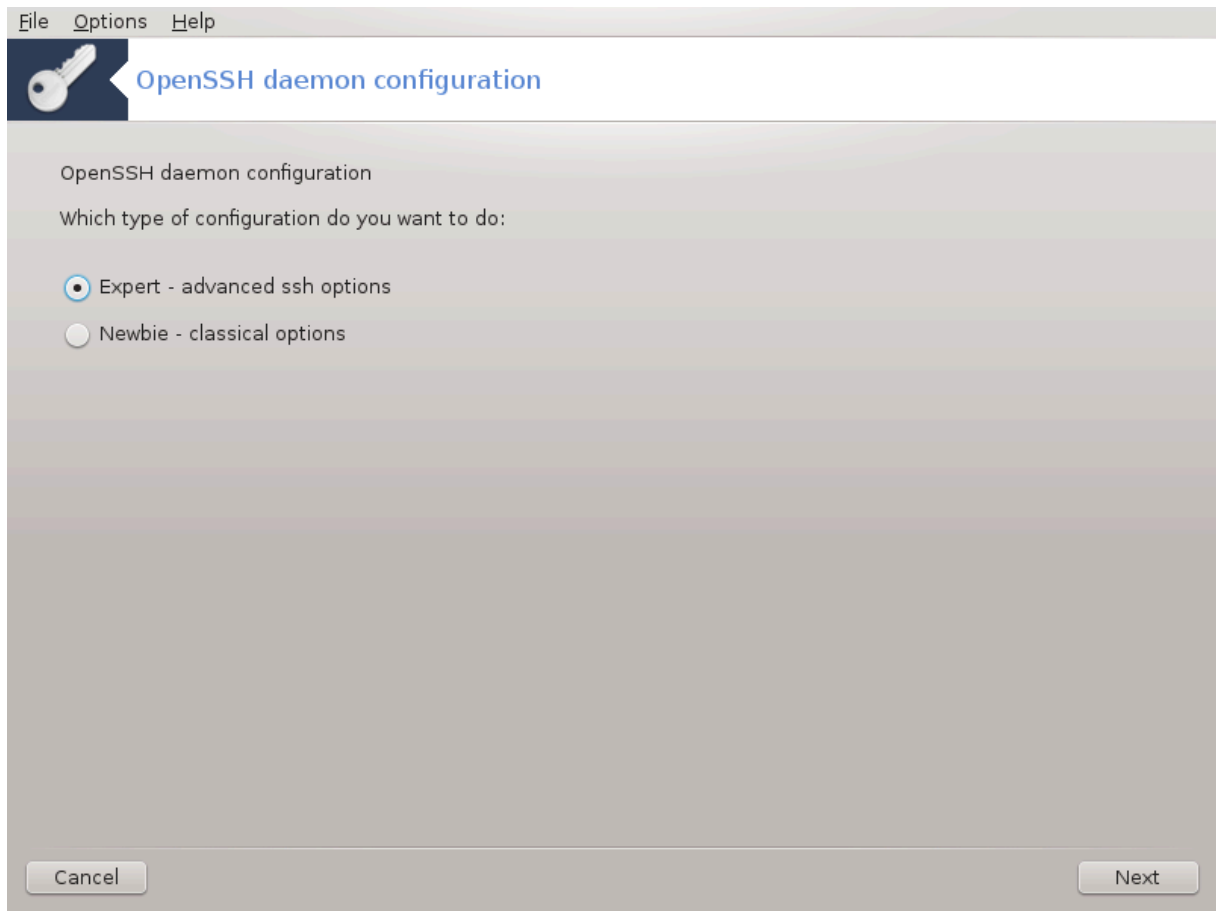 File Options Help
OpenSSH daemon configuration
OpenSSH daemon configuration
Which type of configuration do you want to do:
Expert - advanced ssh options
Newbie - classical options
Cancel Next